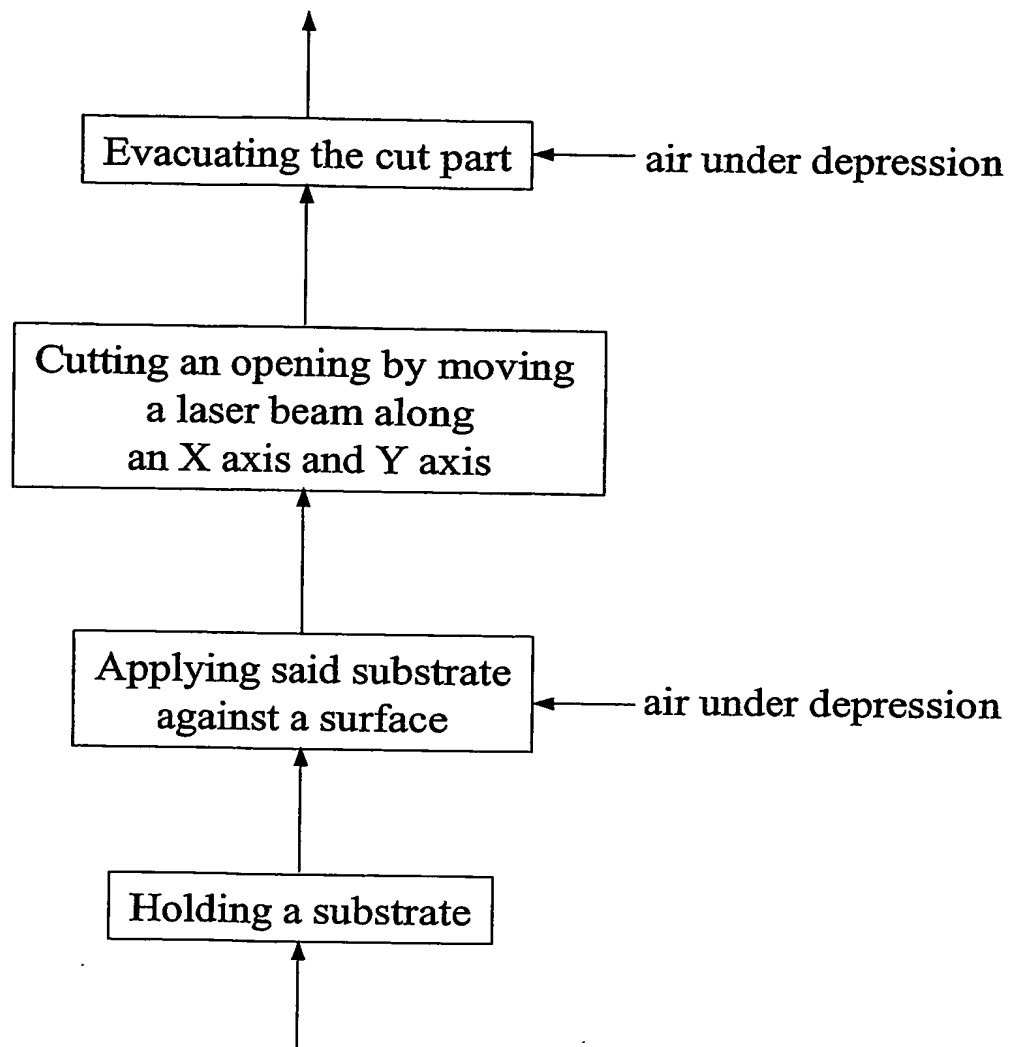 Evacuating the cut part
air under depression
Cutting an opening by moving
a laser beam along
an X axis and Y axis
Applying said substrate
against a surface
air under depression
Holding a substrate